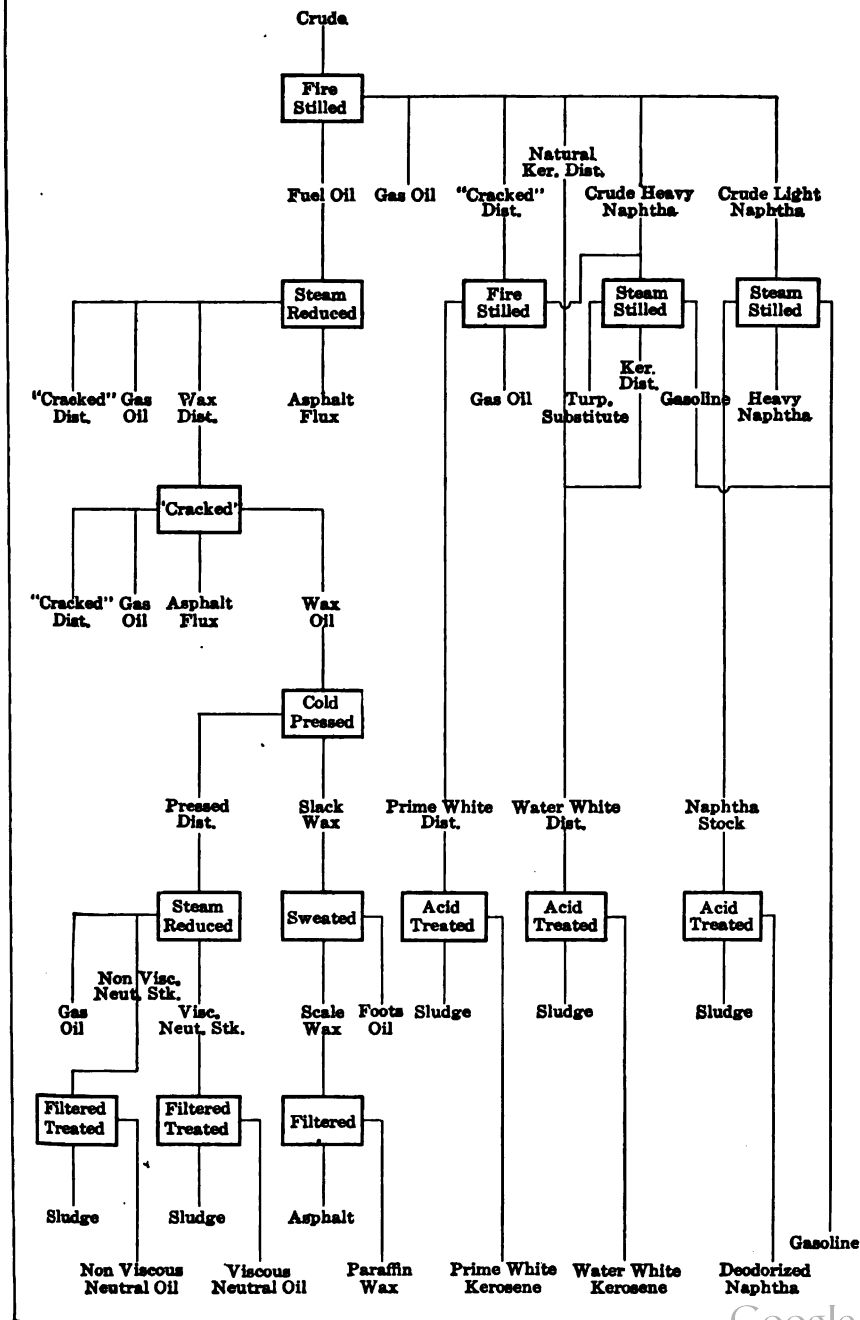 Crude
Fire
Stilled
Natural
Ker. Dist.
Fuel Oil
Gas Oil
"Cracked"
Dist.
Crude Heavy
Naphtha
Crude Light
Naphtha
Steam
Reduced
Fire
Stilled
Steam
Stilled
Steam
Stilled
Ker.
Dist.
"Cracked"
Dist.
Gas
Oil
Wax
Dist.
Asphalt
Flux
Gas Oil
Turp.
Substitute
Gasoline
Heavy
Naphtha
'Cracked'
"Cracked"
Dist.
Gas
Oil
Asphalt
Flux
Wax
Oil
Cold
Pressed
Pressed
Dist.
Slack
Wax
Prime White
Dist.
Water White
Dist.
Naphtha
Stock
Steam
Reduced
Sweated
Acid
Treated
Acid
Treated
Acid
Treated
Non Visc.
Neut. Stk.
Gas
Oil
Visc.
Neut. Stk.
Scale
Wax
Foots
Oil
Sludge
Sludge
Sludge
Filtered
Treated
Filtered
Treated
Filtered
Sludge
Sludge
Asphalt
Gasoline
Non Viscous
Neutral Oil
Viscous
Neutral Oil
Paraffin
Wax
Prime White
Kerosene
Water White
Kerosene
Deodorized
Naphtha
Google